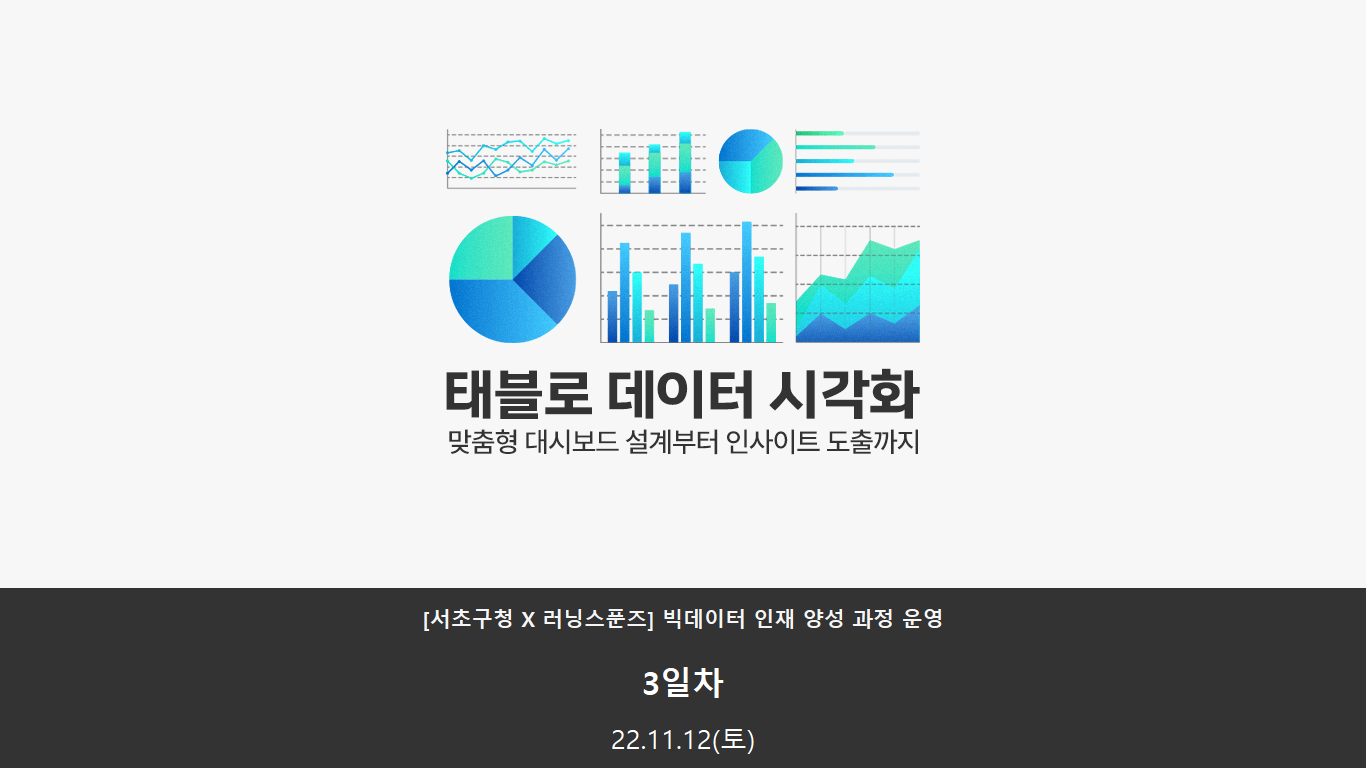 태블로 데이터 시각화
맞춤형 대시보드 설계부터 인사이트 도출까지
[서초구청 X 러닝스푼즈] 빅데이터 인재 양성 과정 운영
3일차
22.11.12(토)